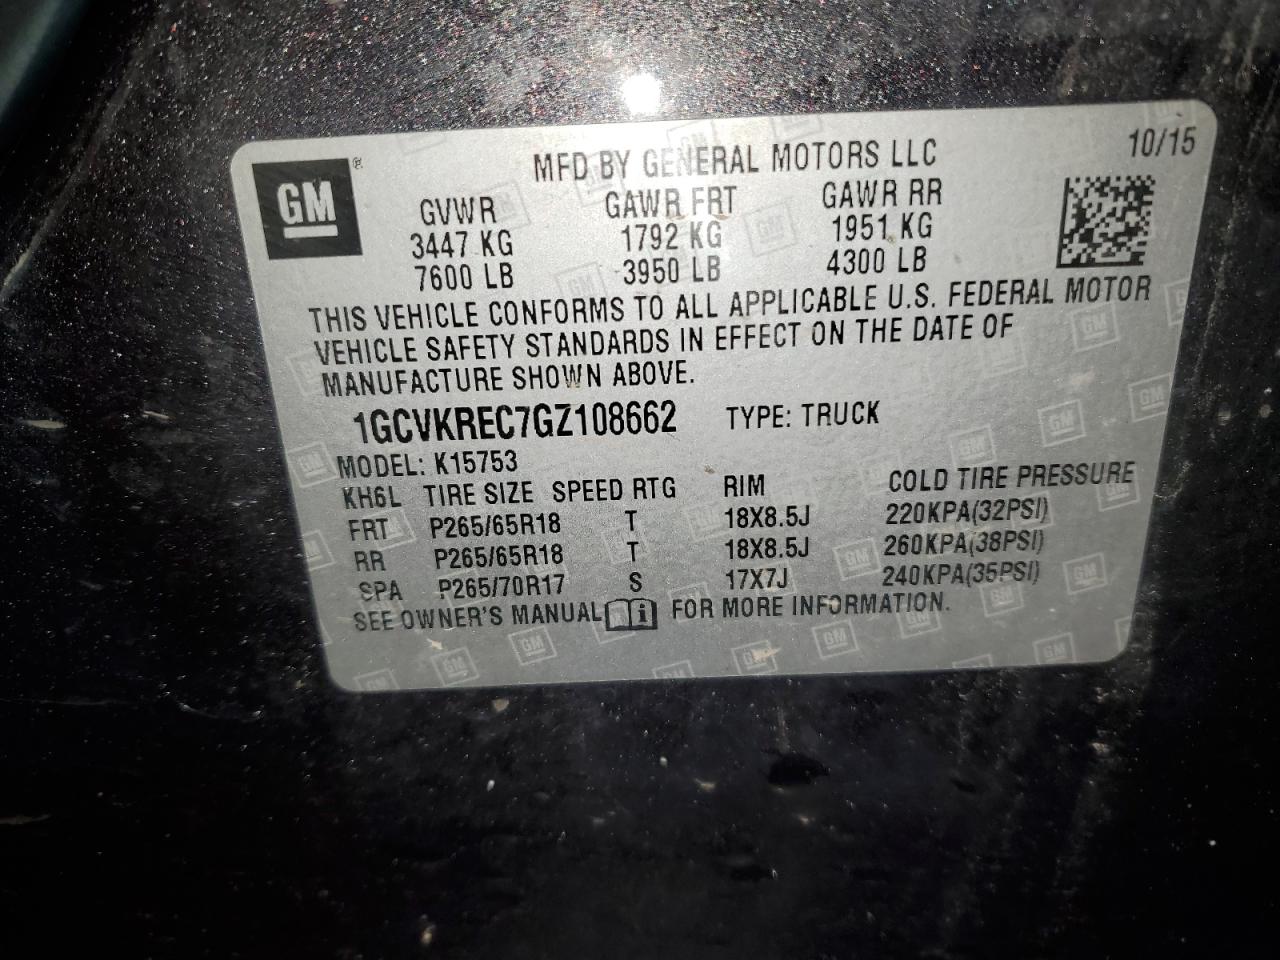 GM ®
MFD BY GENERAL MOTORS LLC 10/15
GVWR GAWR FRT GAWR RR
3447 KG 1792 KG 1951 KG
7600 LB 3950 LB 4300 LB
THIS VEHICLE CONFORMS TO ALL APPLICABLE U.S. FEDERAL MOTOR
VEHICLE SAFETY STANDARDS IN EFFECT ON THE DATE OF
MANUFACTURE SHOWN ABOVE.
1GCVKREC7GZ108662 TYPE: TRUCK
MODEL: K15753
KH6L TIRE SIZE SPEED RTG RIM COLD TIRE PRESSURE
FRT P265/65R18 T 18X8.5J 220KPA(32PSI)
RR P265/65R18 T 18X8.5J 260KPA(38PSI)
SPA P265/70R17 S 17X7J 240KPA(35PSI)
SEE OWNER'S MANUAL i FOR MORE INFORMATION.